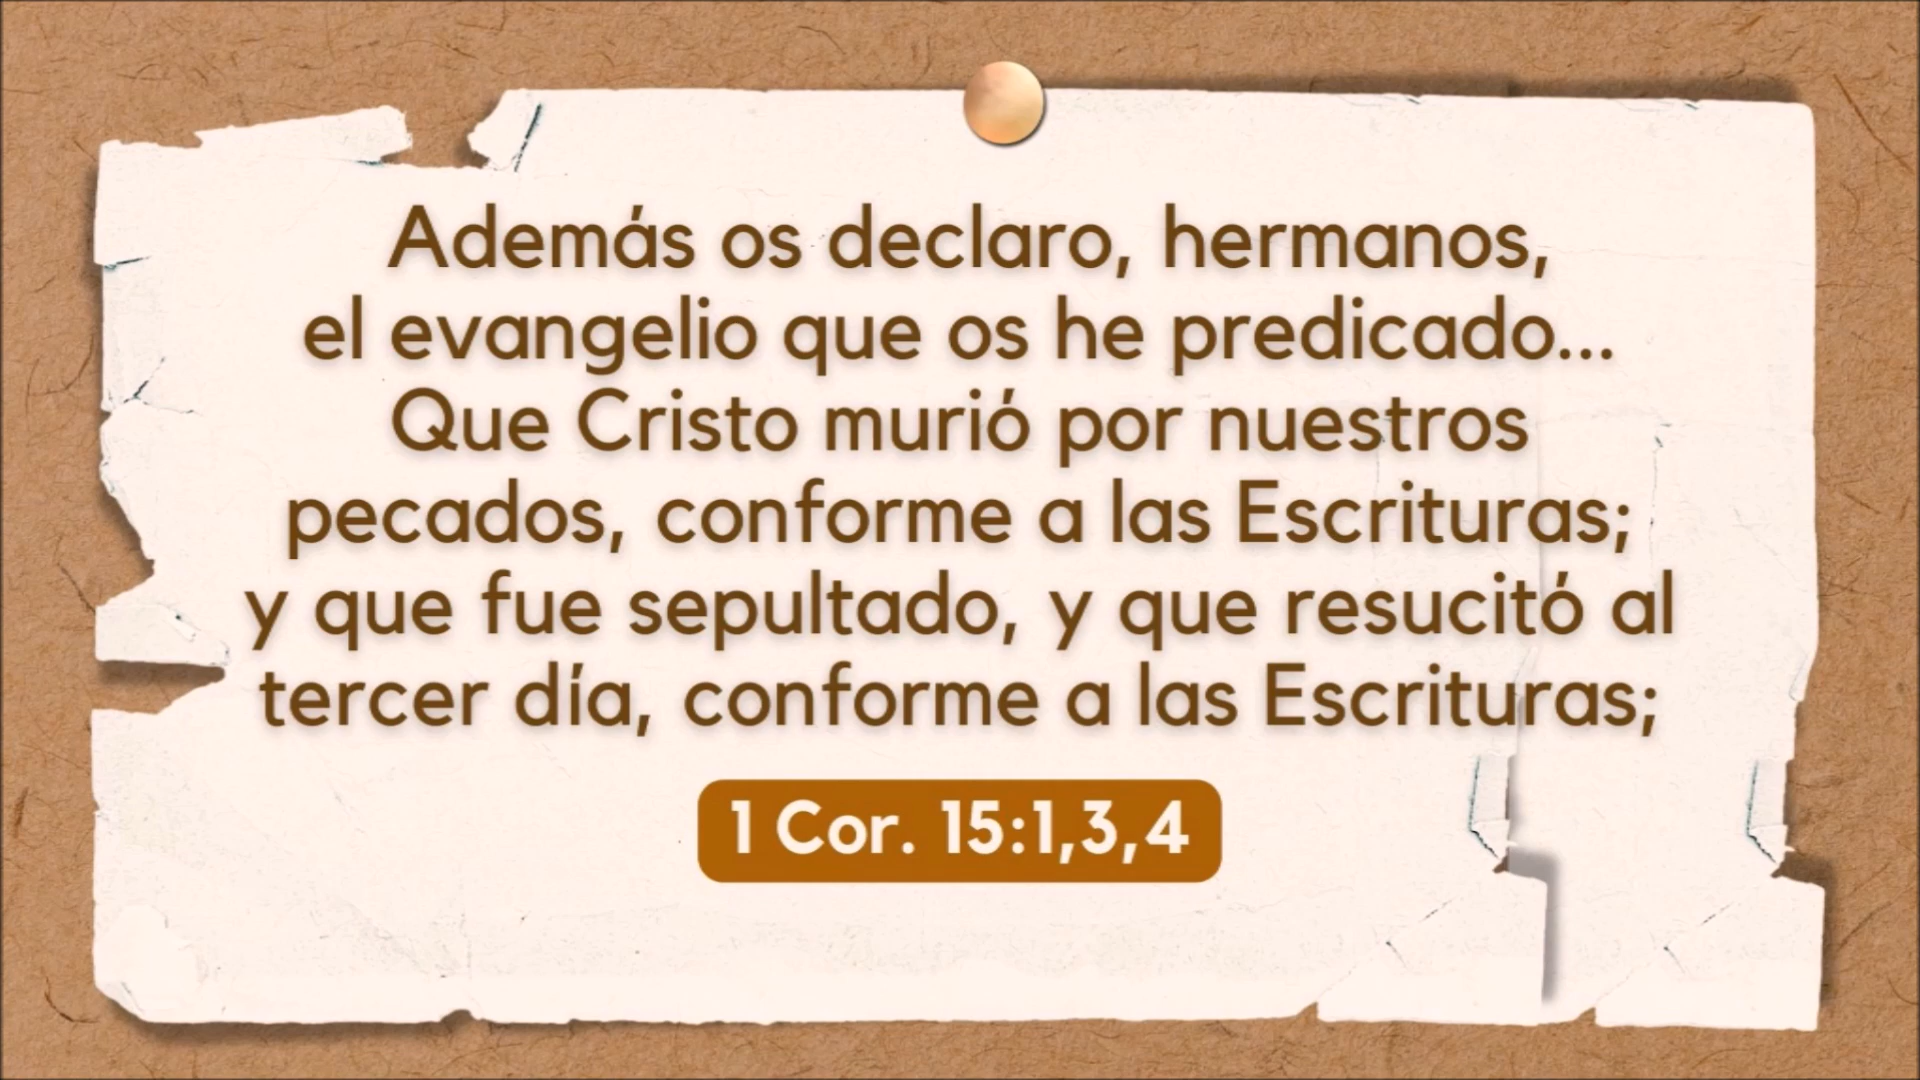 Además os declaro, hermanos,
el evangelio que os he predicado...
Que Cristo murió por nuestros
pecados, conforme a las Escrituras;
y que fue sepultado, y que resucitó al
tercer día, conforme a las Escrituras;
1 Cor. 15:1,3,4